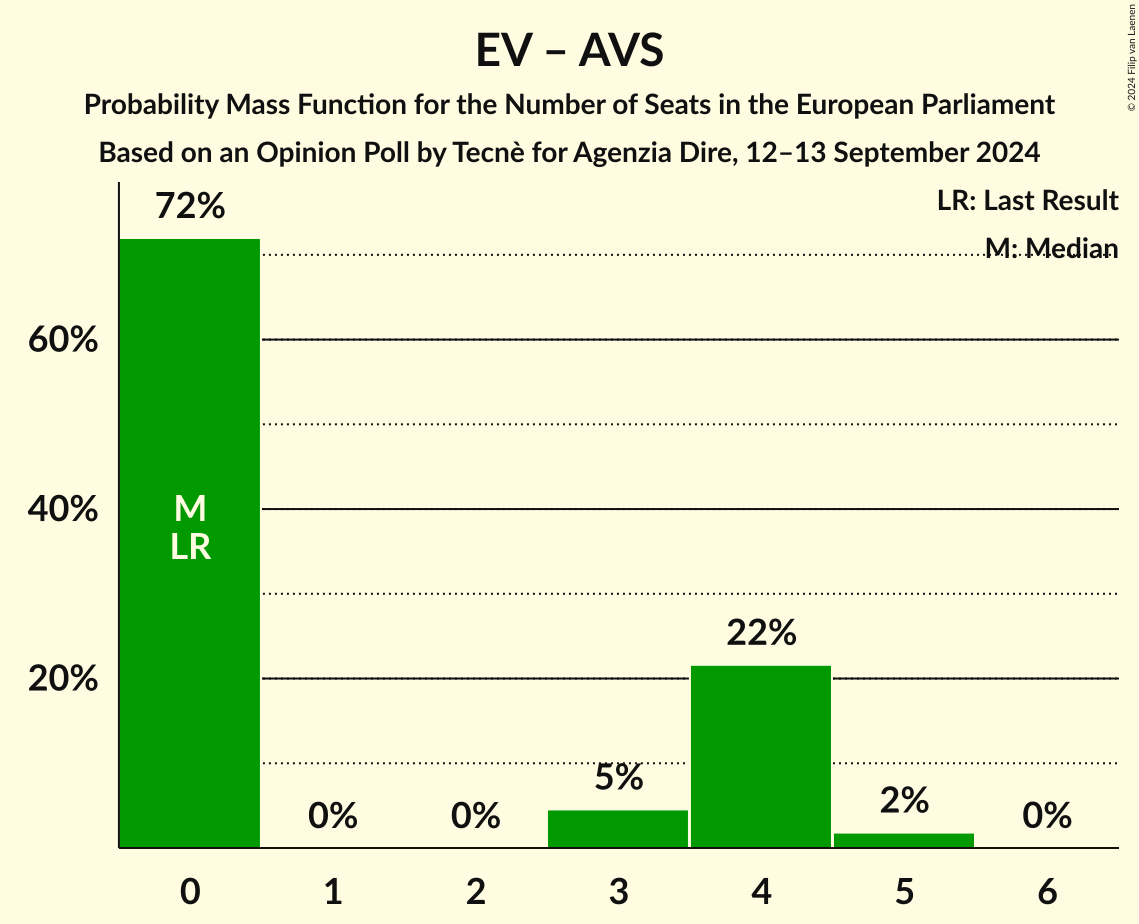 EV – AVS
Probability Mass Function for the Number of Seats in the European Parliament
Based on an Opinion Poll by Tecnè for Agenzia Dire, 12–13 September 2024
© 2024 Filip van Laenen
LR: Last Result
M: Median
72%
60%
40%
20%
M
LR
0%
0%
5%
22%
2%
0%
0
1
2
3
4
5
6